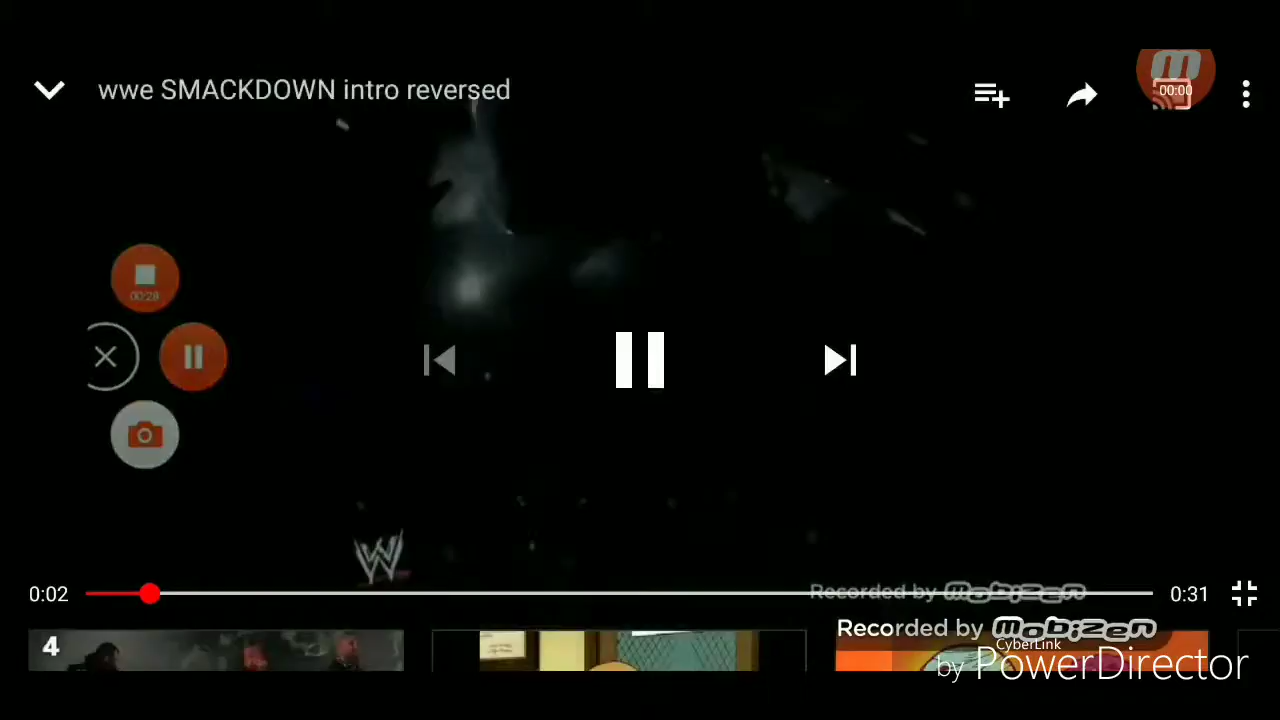 wwe SMACKDOWN intro reversed
00:00
00:28
W
0:02
0:31
Recorded by mobizen
4
Recorded by mobizen
CyberLink
by PowerDirector